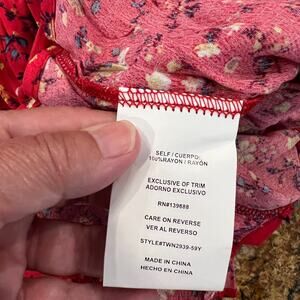 SELF / CUERPO:
100%RAYON / RAYÓN
EXCLUSIVE OF TRIM
ADORNO EXCLUSIVO
RN#139688
CARE ON REVERSE
VER AL REVERSO
STYLE#TWN2939-59Y
MADE IN CHINA
HECHO EN CHINA